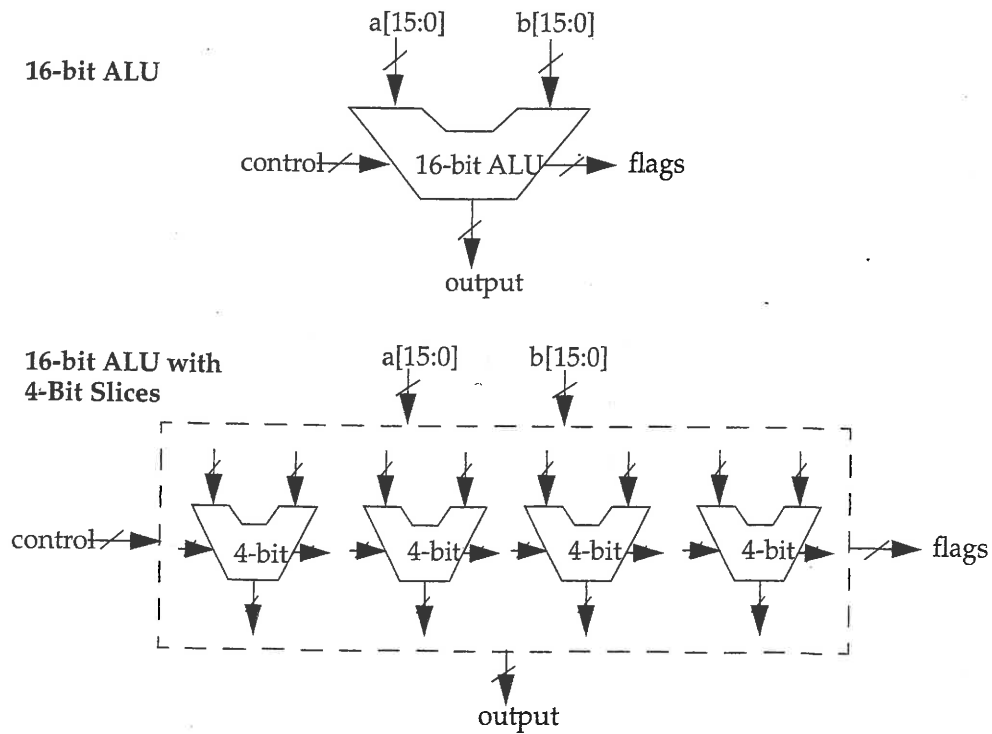 a[15:0] b[15:0]
16-bit ALU
control 16-bit ALU flags
output
16-bit ALU with
4-Bit Slices
a[15:0] b[15:0]
control 4-bit 4-bit 4-bit 4-bit flags
output